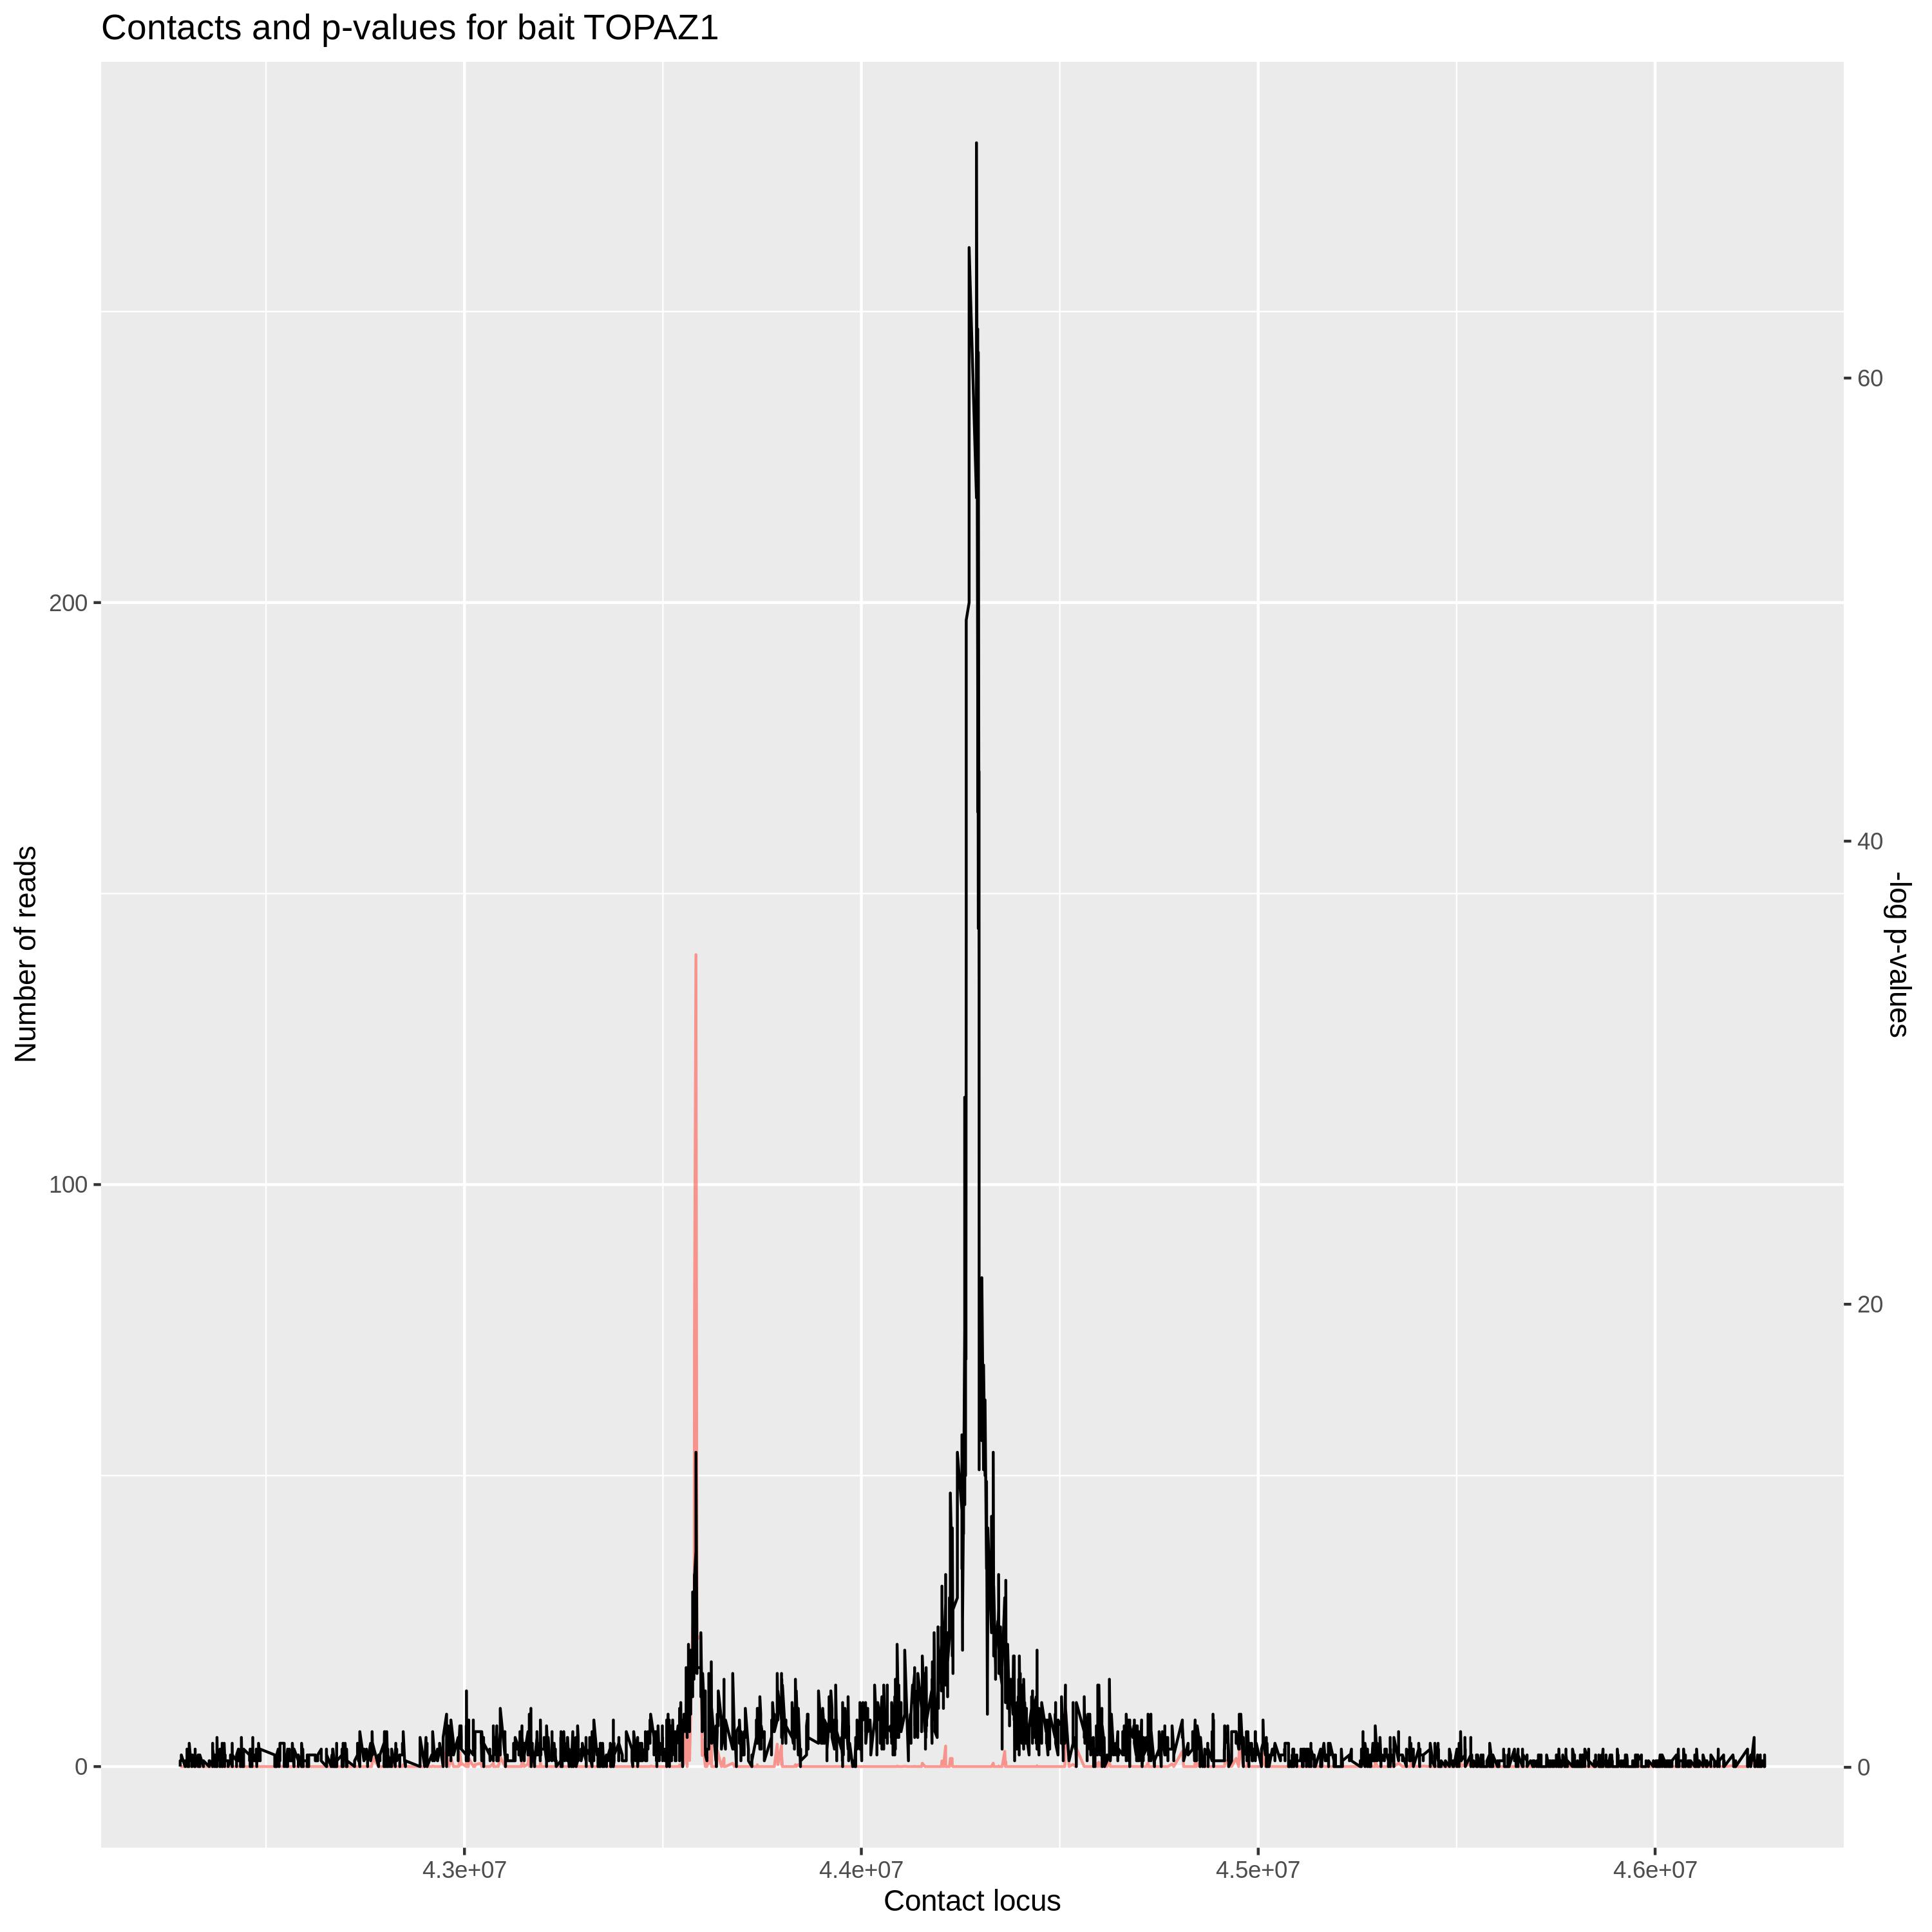 Contacts and p-values for bait TOPAZ1
Number of reads
200
100
0
60
40
20
0
-log p-values
4.3e+07
4.4e+07
4.5e+07
4.6e+07
Contact locus